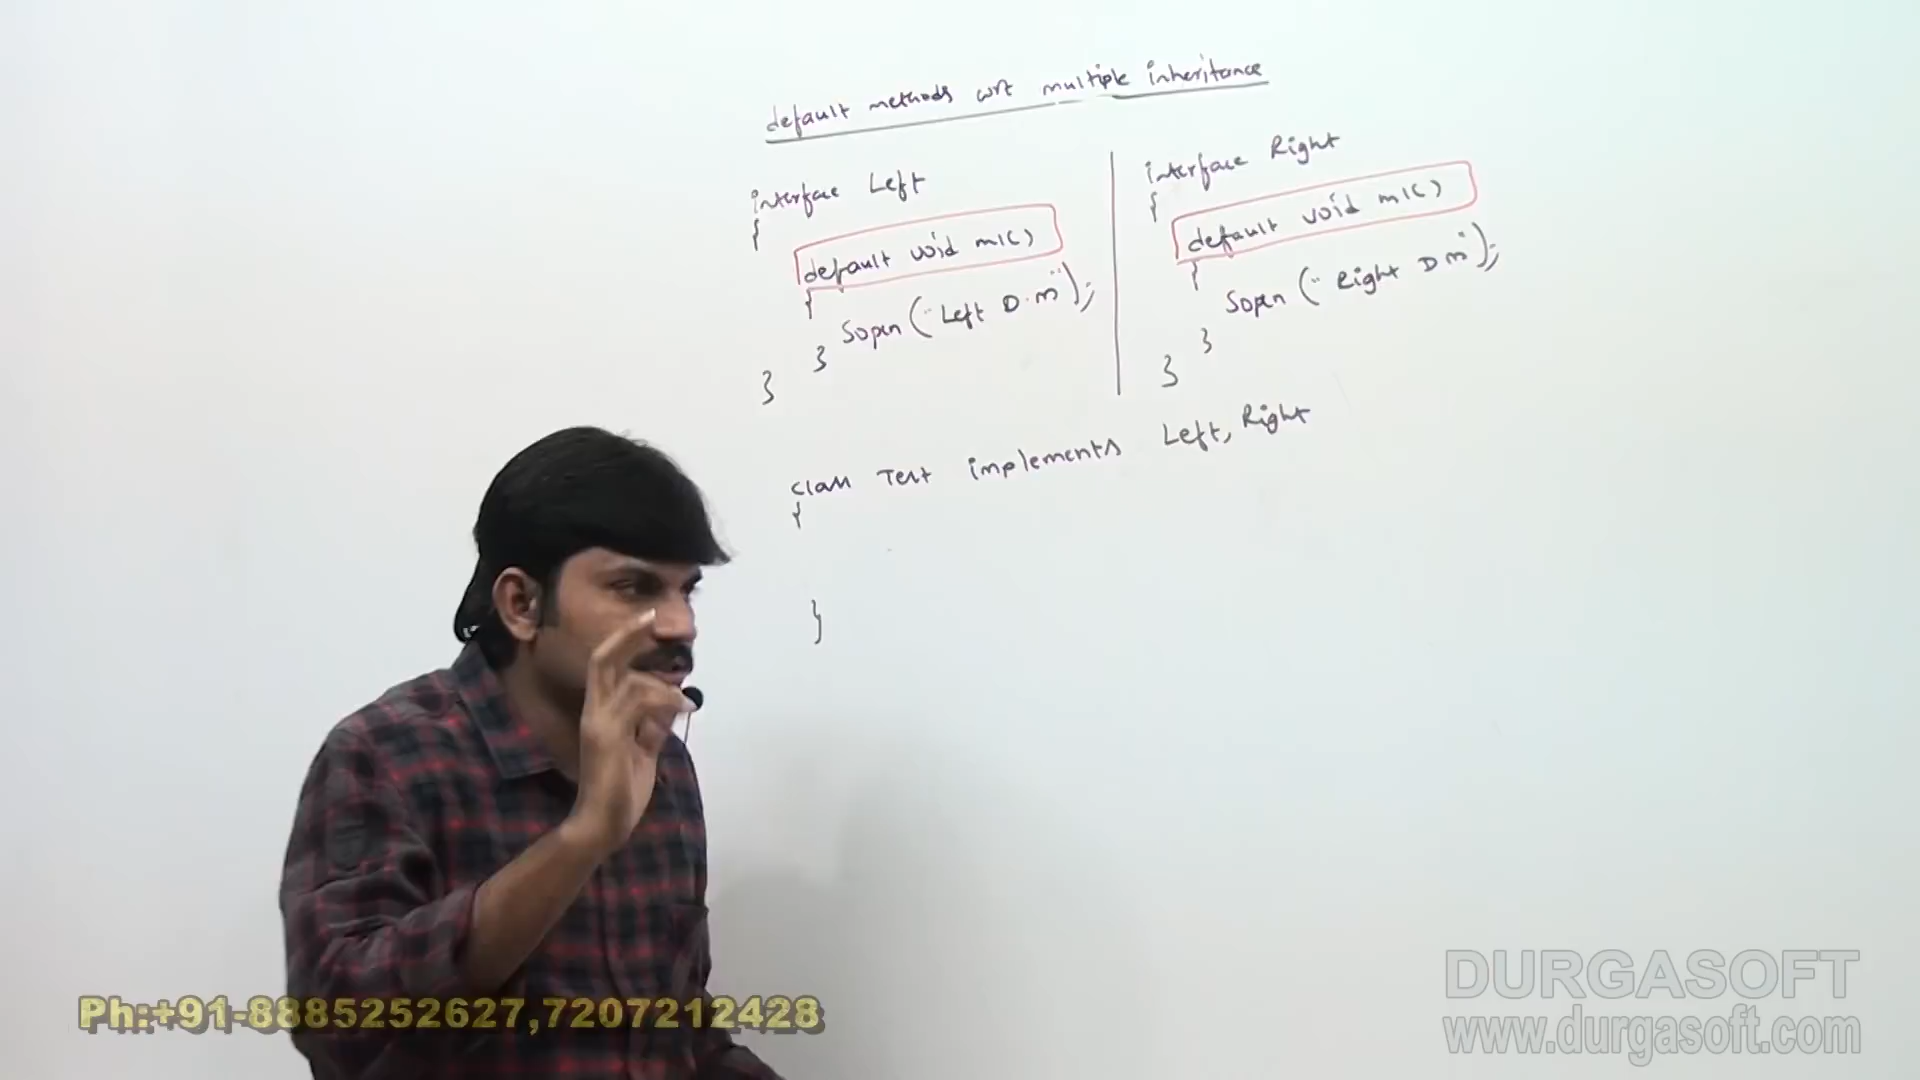 default methods wrt multiple inheritance
interface Left
{
default void m1()
{
Sopln ("Left D.m");
}
}
interface Right
{
default void m1()
{
Sopln ("Right D m");
}
}
class Test implements Left, Right
{
}
Ph:+91-8885252627,7207212428
DURGASOFT
www.durgasoft.com